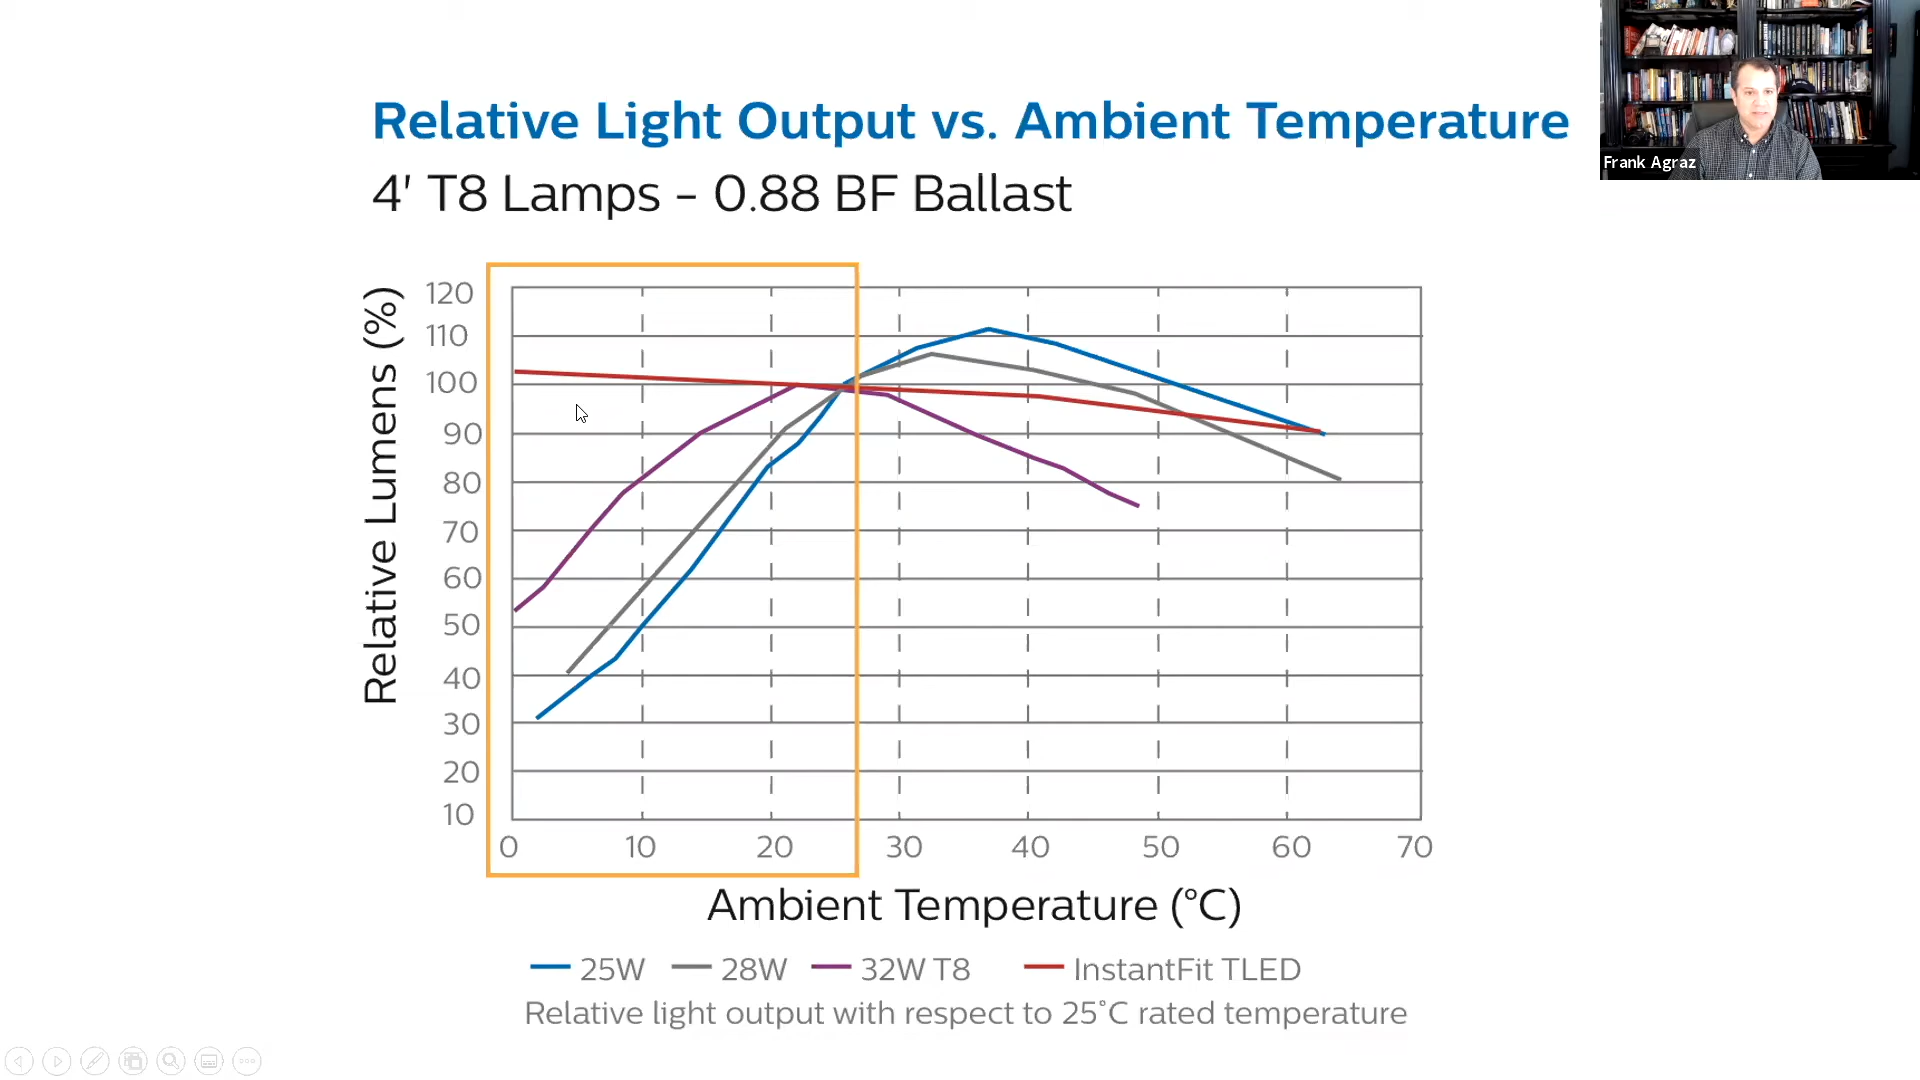 Relative Light Output vs. Ambient Temperature
4' T8 Lamps – 0.88 BF Ballast
Frank Agraz
Relative Lumens (%)
120
110
100
90
80
70
60
50
40
30
20
10
0 10 20 30 40 50 60 70
Ambient Temperature (°C)
25W 28W 32W T8 InstantFit TLED
Relative light output with respect to 25°C rated temperature